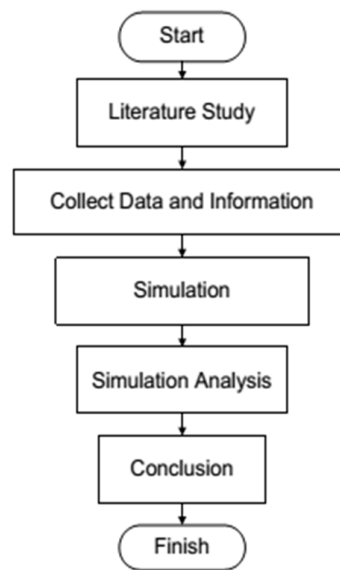 Start
Literature Study
Collect Data and Information
Simulation
Simulation Analysis
Conclusion
Finish